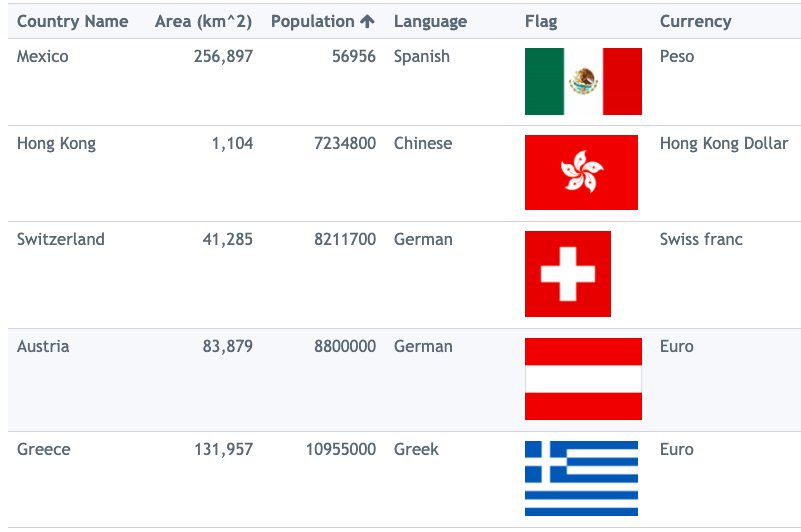 Country Name Area (km^2) Population ↑ Language Flag Currency
Mexico 256,897 56956 Spanish Peso
Hong Kong 1,104 7234800 Chinese Hong Kong Dollar
Switzerland 41,285 8211700 German Swiss franc
Austria 83,879 8800000 German Euro
Greece 131,957 10955000 Greek Euro